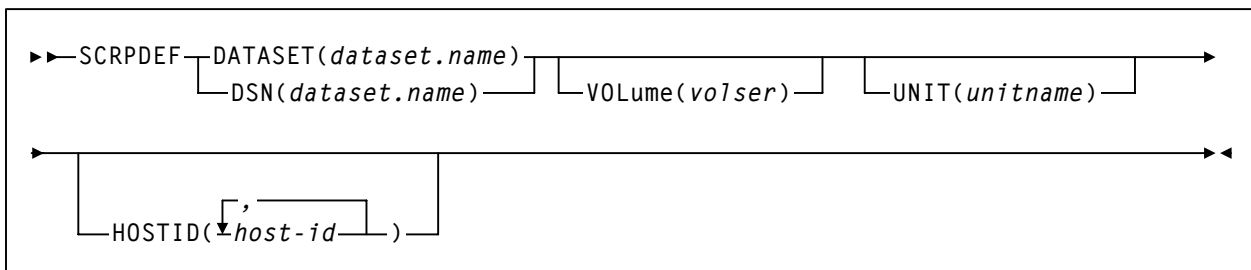 SCRPDEF DATASET(dataset.name)
DSN(dataset.name) VOLume(volser) UNIT(unitname)
,
HOSTID(host-id)